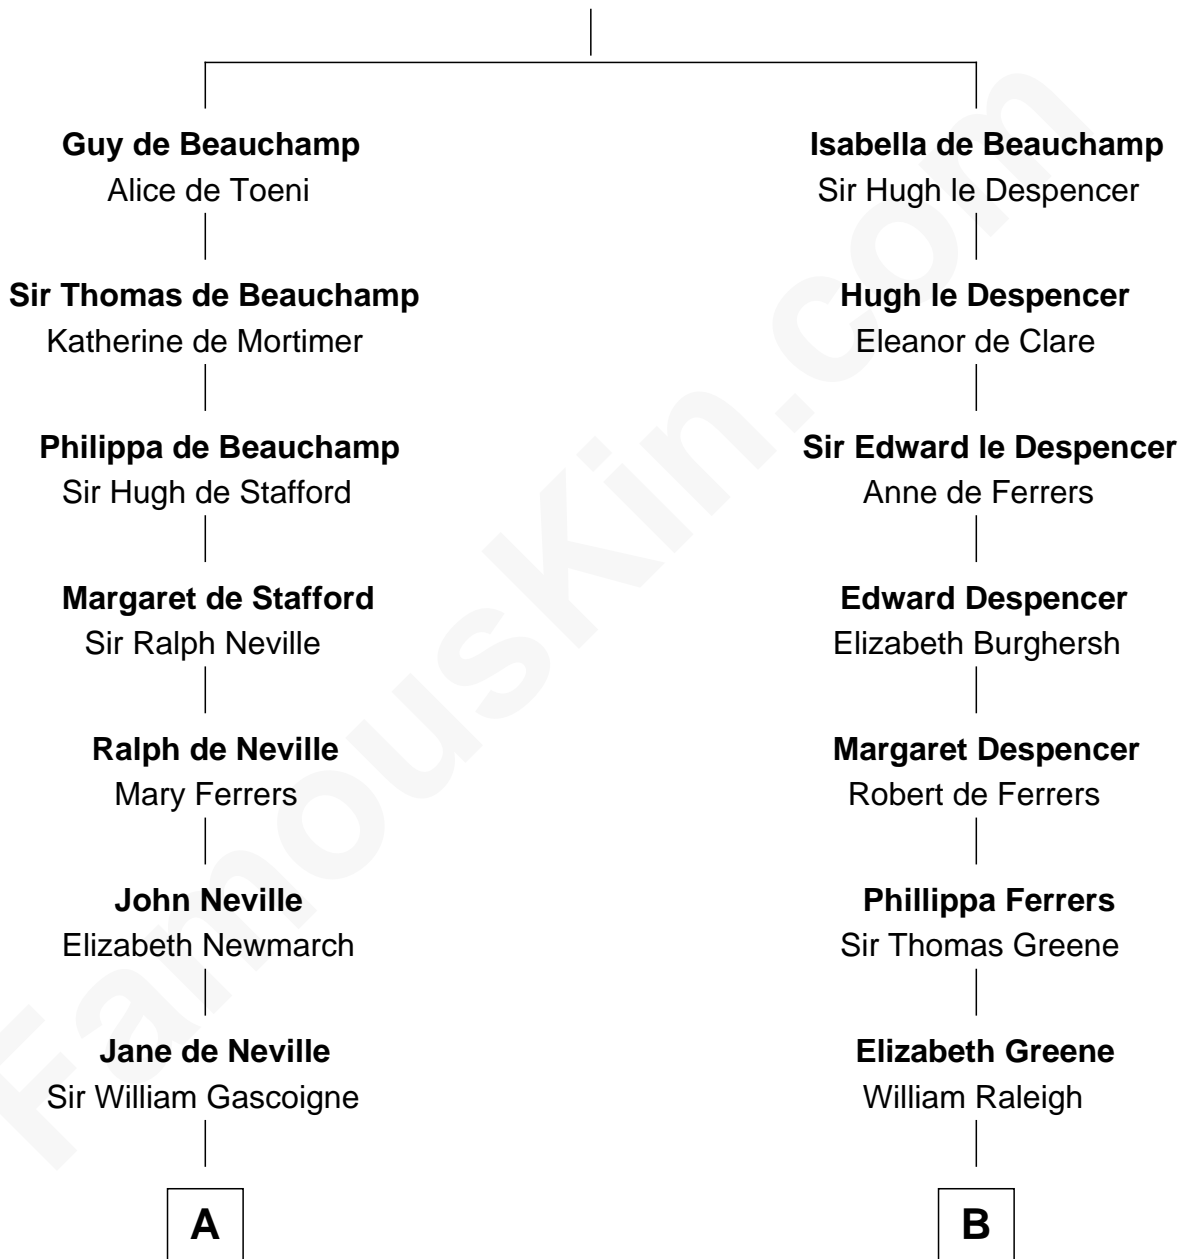 Guy de Beauchamp
Alice de Toeni
Isabella de Beauchamp
Sir Hugh le Despencer
Sir Thomas de Beauchamp
Katherine de Mortimer
Hugh le Despencer
Eleanor de Clare
Philippa de Beauchamp
Sir Hugh de Stafford
Sir Edward le Despencer
Anne de Ferrers
Margaret de Stafford
Sir Ralph Neville
Edward Despencer
Elizabeth Burghersh
Ralph de Neville
Mary Ferrers
Margaret Despencer
Robert de Ferrers
John Neville
Elizabeth Newmarch
Phillippa Ferrers
Sir Thomas Greene
Jane de Neville
Sir William Gascoigne
Elizabeth Greene
William Raleigh
A
B
FamousKin.com